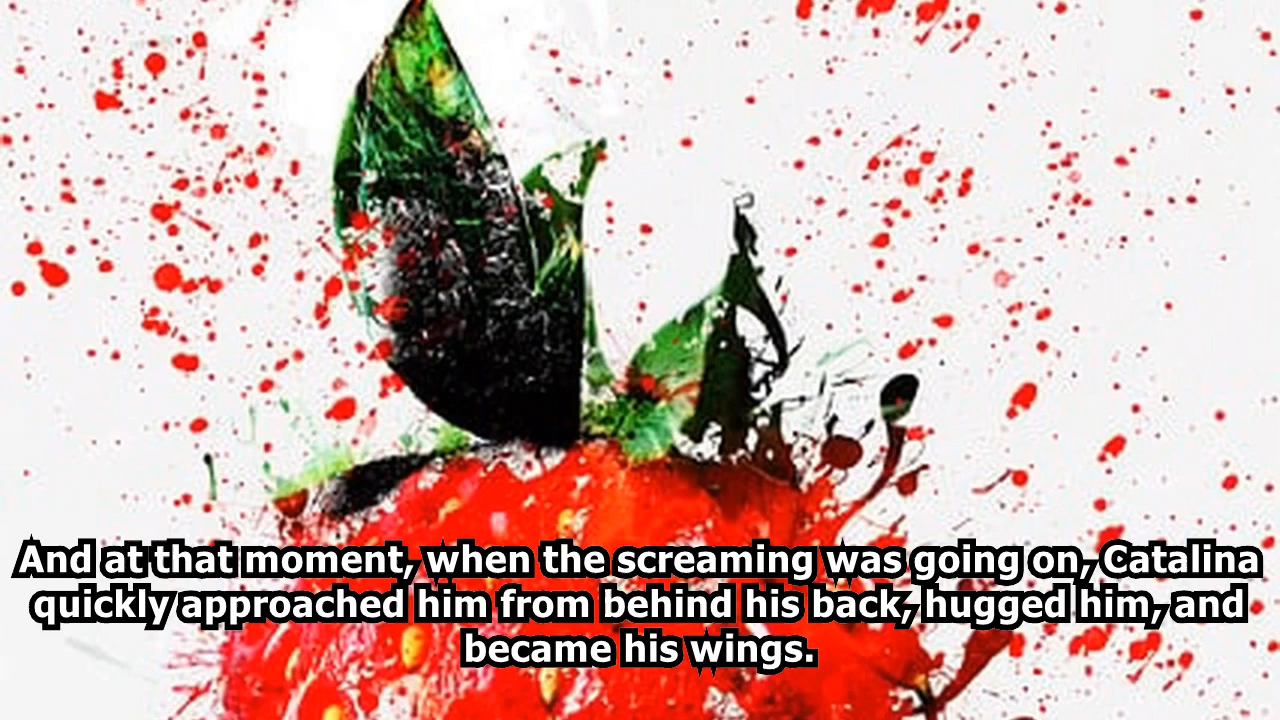 And at that moment, when the screaming was going on, Catalina
quickly approached him from behind his back, hugged him, and
became his wings.